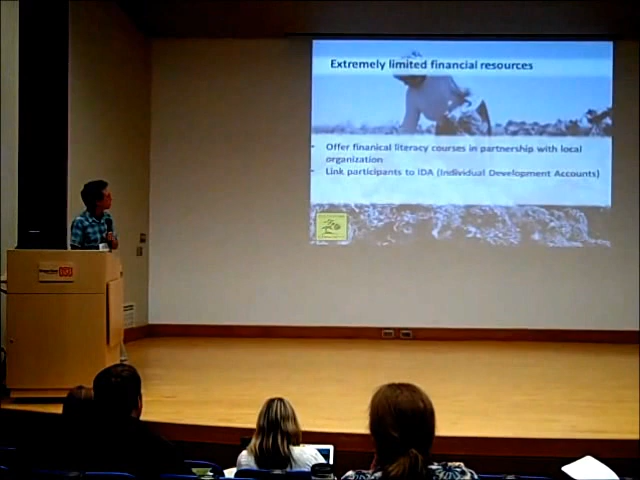 Extremely limited financial resources
Offer finanical literacy courses in partnership with local
organization
Link participants to IDA (Individual Development Accounts)